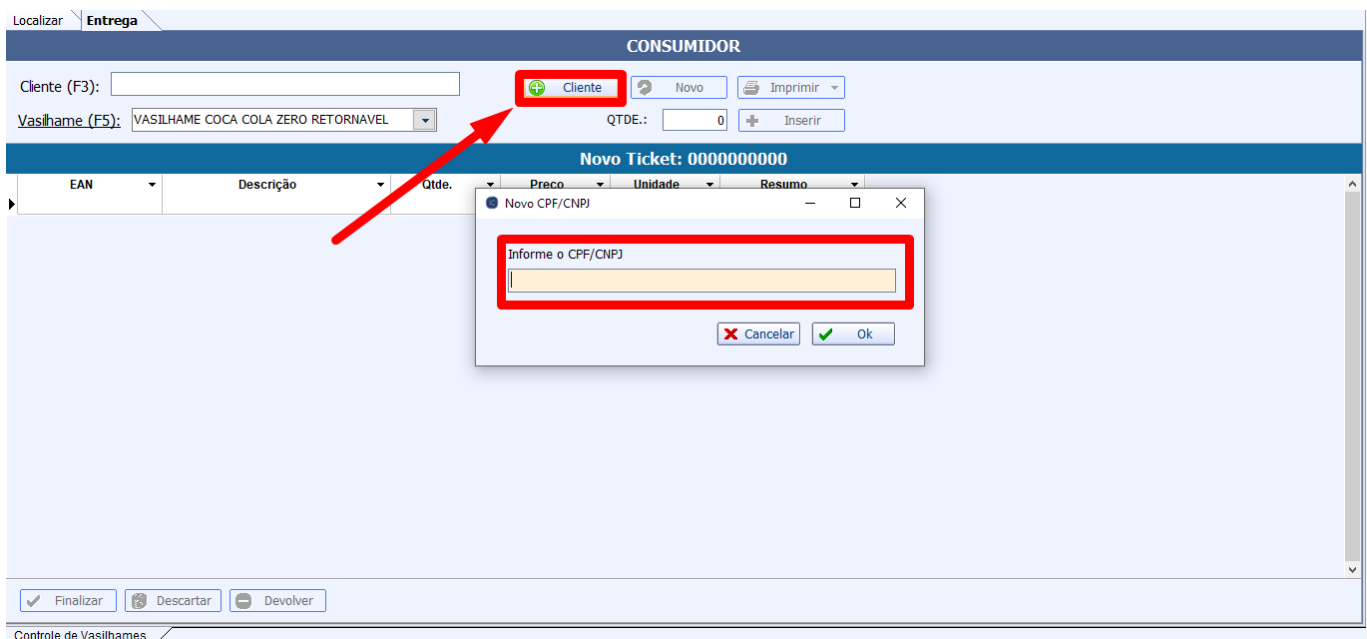 Localizar Entrega
CONSUMIDOR
Cliente (F3): Cliente Novo Imprimir
Vasilhame (F5): VASILHAME COCA COLA ZERO RETORNAVEL QTDE.: 0 Inserir
Novo Ticket: 0000000000
EAN Descrição Qtde. Preço Unidade Resumo
Novo CPF/CNPJ
Informe o CPF/CNPJ
Cancelar Ok
Finalizar Descartar Devolver
Controle de Vasilhames